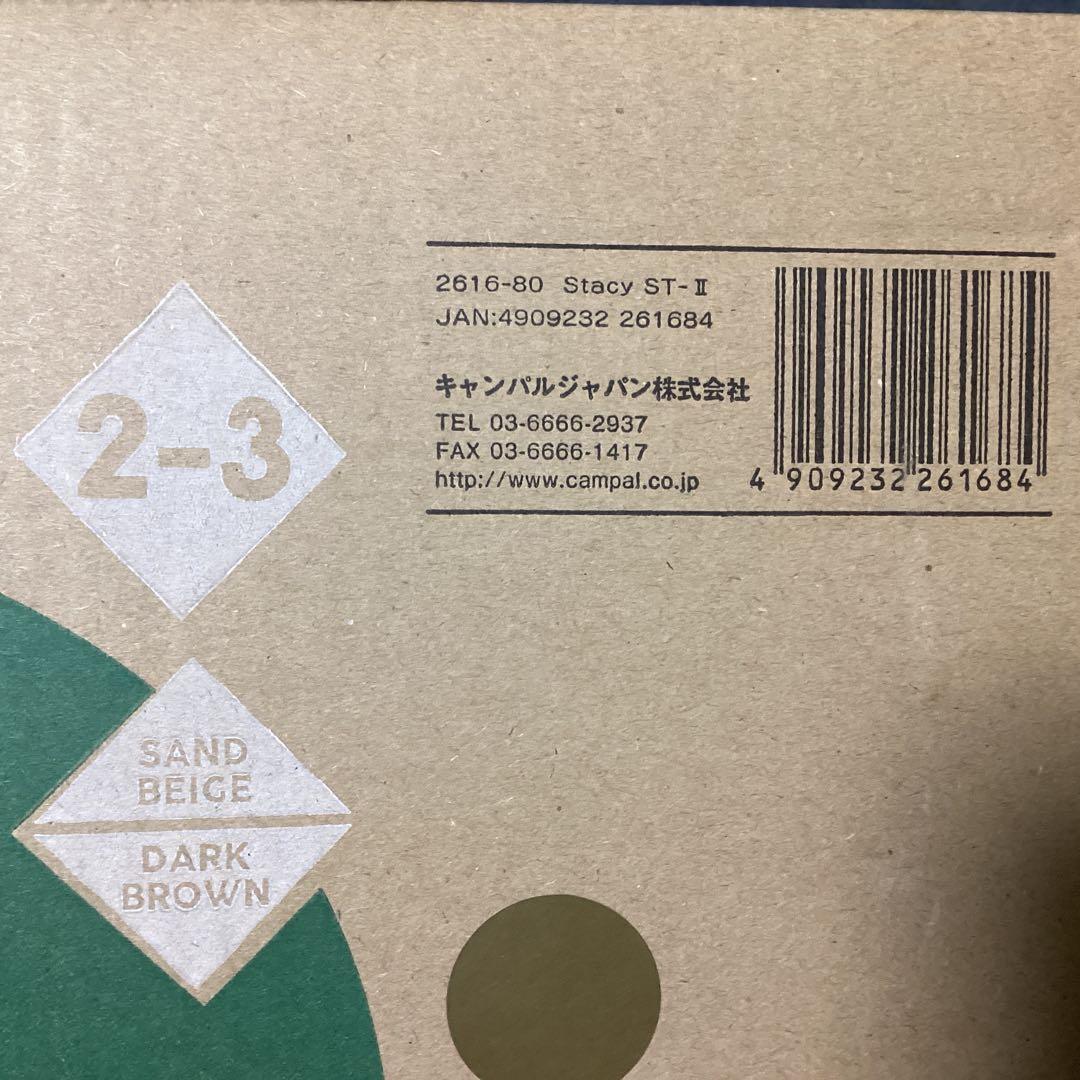 2616-80 Stacy ST-Ⅱ
JAN:4909232 261684
キャンパルジャパン株式会社
TEL 03-6666-2937
FAX 03-6666-1417
http://www.campal.co.jp
4 909232 261684
2-3
SAND
BEIGE
DARK
BROWN